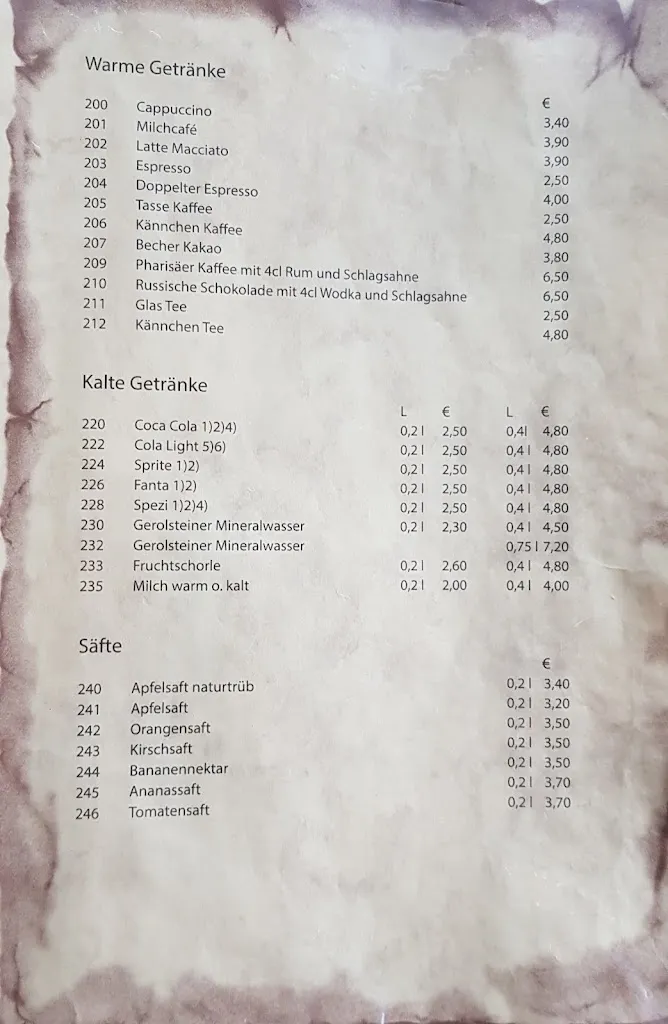 Warme Getränke
€
200 Cappuccino 3,40
201 Milchcafé 3,90
202 Latte Macciato 3,90
203 Espresso 2,50
204 Doppelter Espresso 4,00
205 Tasse Kaffee 2,50
206 Kännchen Kaffee 4,80
207 Becher Kakao 3,80
209 Pharisäer Kaffee mit 4cl Rum und Schlagsahne 6,50
210 Russische Schokolade mit 4cl Wodka und Schlagsahne 6,50
211 Glas Tee 2,50
212 Kännchen Tee 4,80
Kalte Getränke
L € L €
220 Coca Cola 1)2)4) 0,2 l 2,50 0,4l 4,80
222 Cola Light 5)6) 0,2 l 2,50 0,4 l 4,80
224 Sprite 1)2) 0,2 l 2,50 0,4 l 4,80
226 Fanta 1)2) 0,2 l 2,50 0,4 l 4,80
228 Spezi 1)2)4) 0,2 l 2,50 0,4 l 4,80
230 Gerolsteiner Mineralwasser 0,2 l 2,30 0,4 l 4,50
232 Gerolsteiner Mineralwasser 0,75 l 7,20
233 Fruchtschorle 0,2 l 2,60 0,4 l 4,80
235 Milch warm o. kalt 0,2 l 2,00 0,4 l 4,00
Säfte
€
240 Apfelsaft naturtrüb 0,2 l 3,40
241 Apfelsaft 0,2 l 3,20
242 Orangensaft 0,2 l 3,50
243 Kirschsaft 0,2 l 3,50
244 Bananennektar 0,2 l 3,50
245 Ananassaft 0,2 l 3,70
246 Tomatensaft 0,2 l 3,70